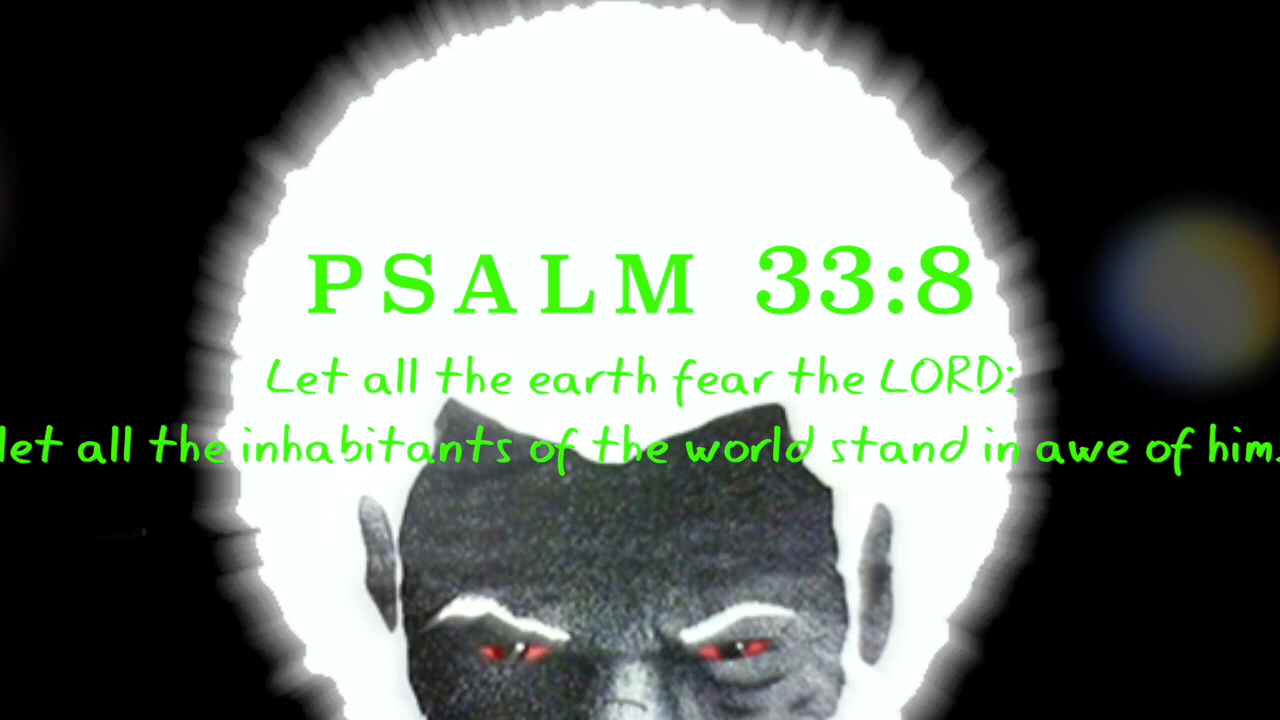 PSALM 33:8
Let all the earth fear the LORD:
let all the inhabitants of the world stand in awe of him.